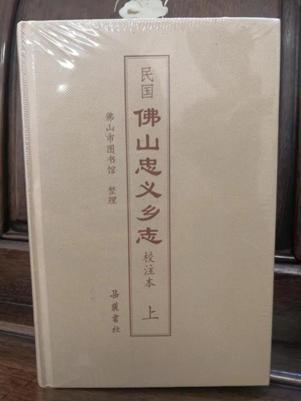 民国
佛山忠义乡志
校注本
上
佛山市图书馆 整理
岳麓书社